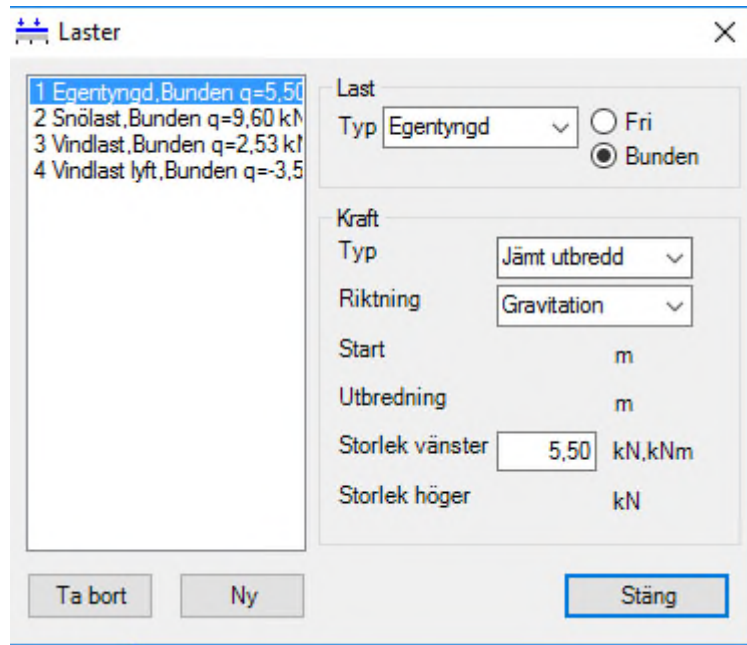 Laster
1 Egentyngd,Bunden q=5,50
2 Snölast,Bunden q=9,60 kN
3 Vindlast,Bunden q=2,53 kN
4 Vindlast lyft,Bunden q=-3,5
Last
Typ Egentyngd
Fri
Bunden
Kraft
Typ Jämt utbredd
Riktning Gravitation
Start m
Utbredning m
Storlek vänster 5,50 kN,kNm
Storlek höger kN
Ta bort Ny Stäng